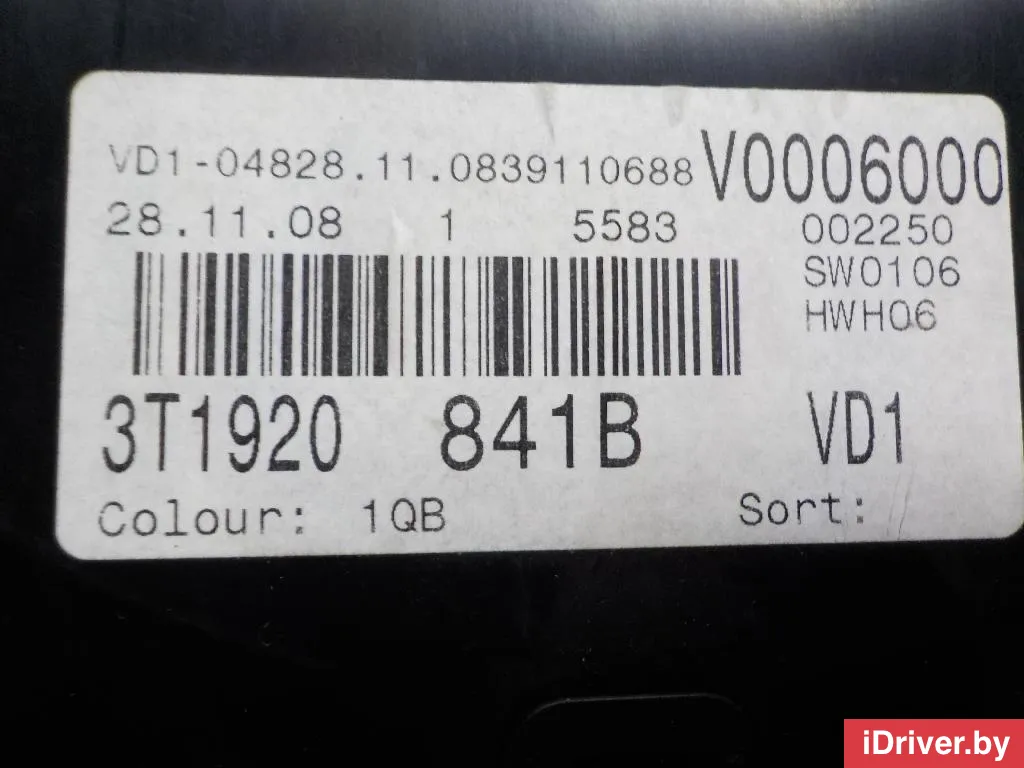 VD1-04828.11.0839110688 V0006000
28.11.08 1 5583 002250
SW0106
HWH06
3T1920 841B VD1
Colour: 1QB Sort:
iDriver.by